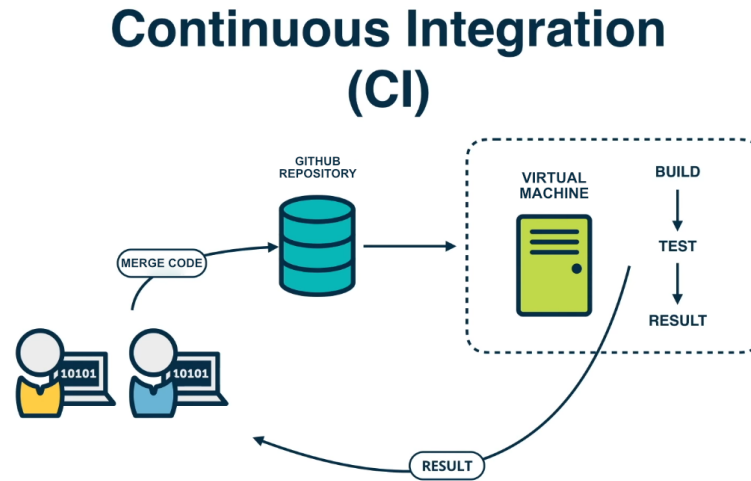 Continuous Integration
(CI)
GITHUB
REPOSITORY
VIRTUAL
MACHINE
BUILD
TEST
RESULT
MERGE CODE
10101
10101
RESULT